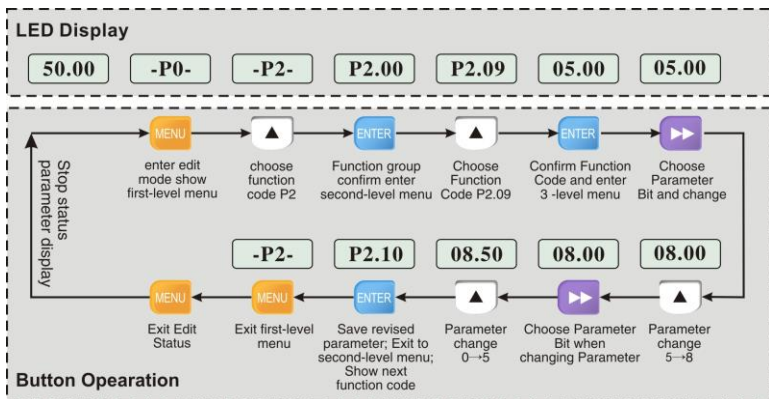 LED Display
50.00 -P0- -P2- P2.00 P2.09 05.00 05.00
MENU ▲ ENTER ▲ ENTER ▶▶
enter edit
mode show
first-level menu
choose
function
code P2
Function group
confirm enter
second-level menu
Choose
Function
Code P2.09
Confirm Function
Code and enter
3 -level menu
Choose
Parameter
Bit and change
Stop status
parameter display
-P2- P2.10 08.50 08.00 08.00
MENU MENU ENTER ▲ ▶▶ ▲
Exit Edit
Status
Exit first-level
menu
Save revised
parameter; Exit to
second-level menu;
Show next
function code
Parameter
change
0→5
Choose Parameter
Bit when
changing Parameter
Parameter
change
5→8
Button Opearation